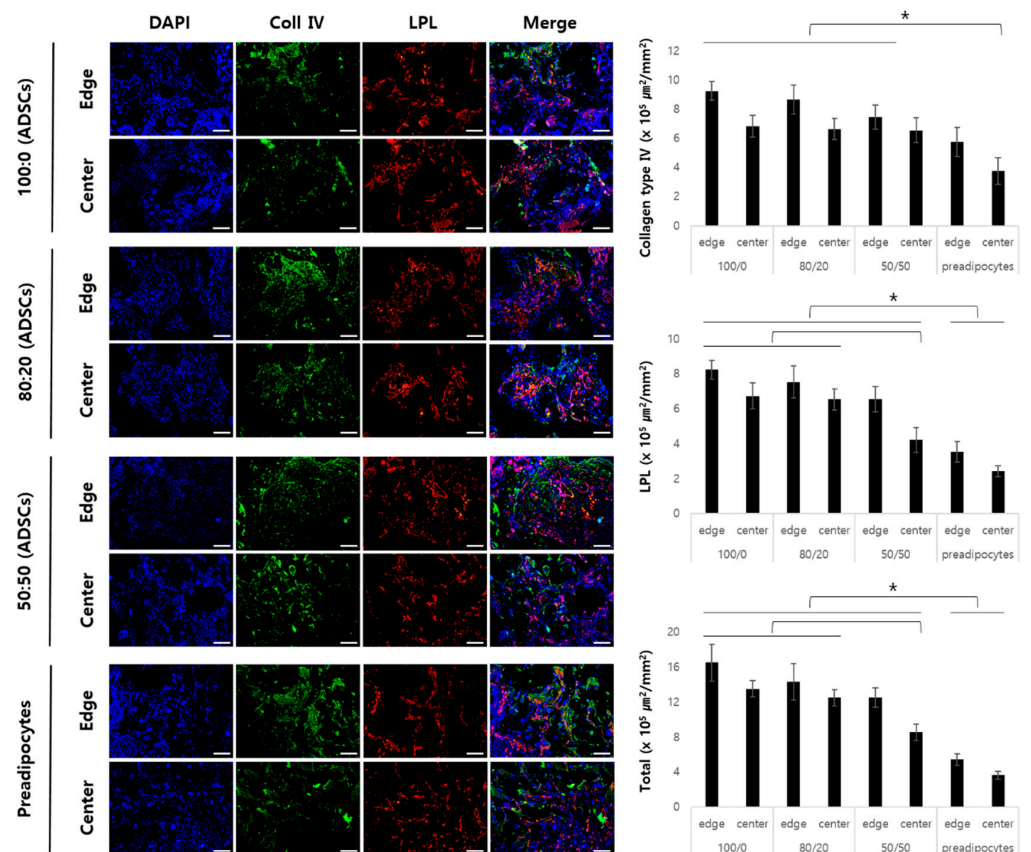 DAPI Coll IV LPL Merge
100:0 (ADSCs)
Edge
Center
80:20 (ADSCs)
Edge
Center
50:50 (ADSCs)
Edge
Center
Preadipocytes
Edge
Center
*
Collagen type IV (x 10⁵ ㎛²/mm²)
12
10
8
6
4
2
0
edge center edge center edge center edge center
100/0 80/20 50/50 preadipocytes
*
LPL (x 10⁵ ㎛²/mm²)
10
8
6
4
2
0
edge center edge center edge center edge center
100/0 80/20 50/50 preadipocytes
*
Total (x 10⁵ ㎛²/mm²)
20
16
12
8
4
0
edge center edge center edge center edge center
100/0 80/20 50/50 preadipocytes